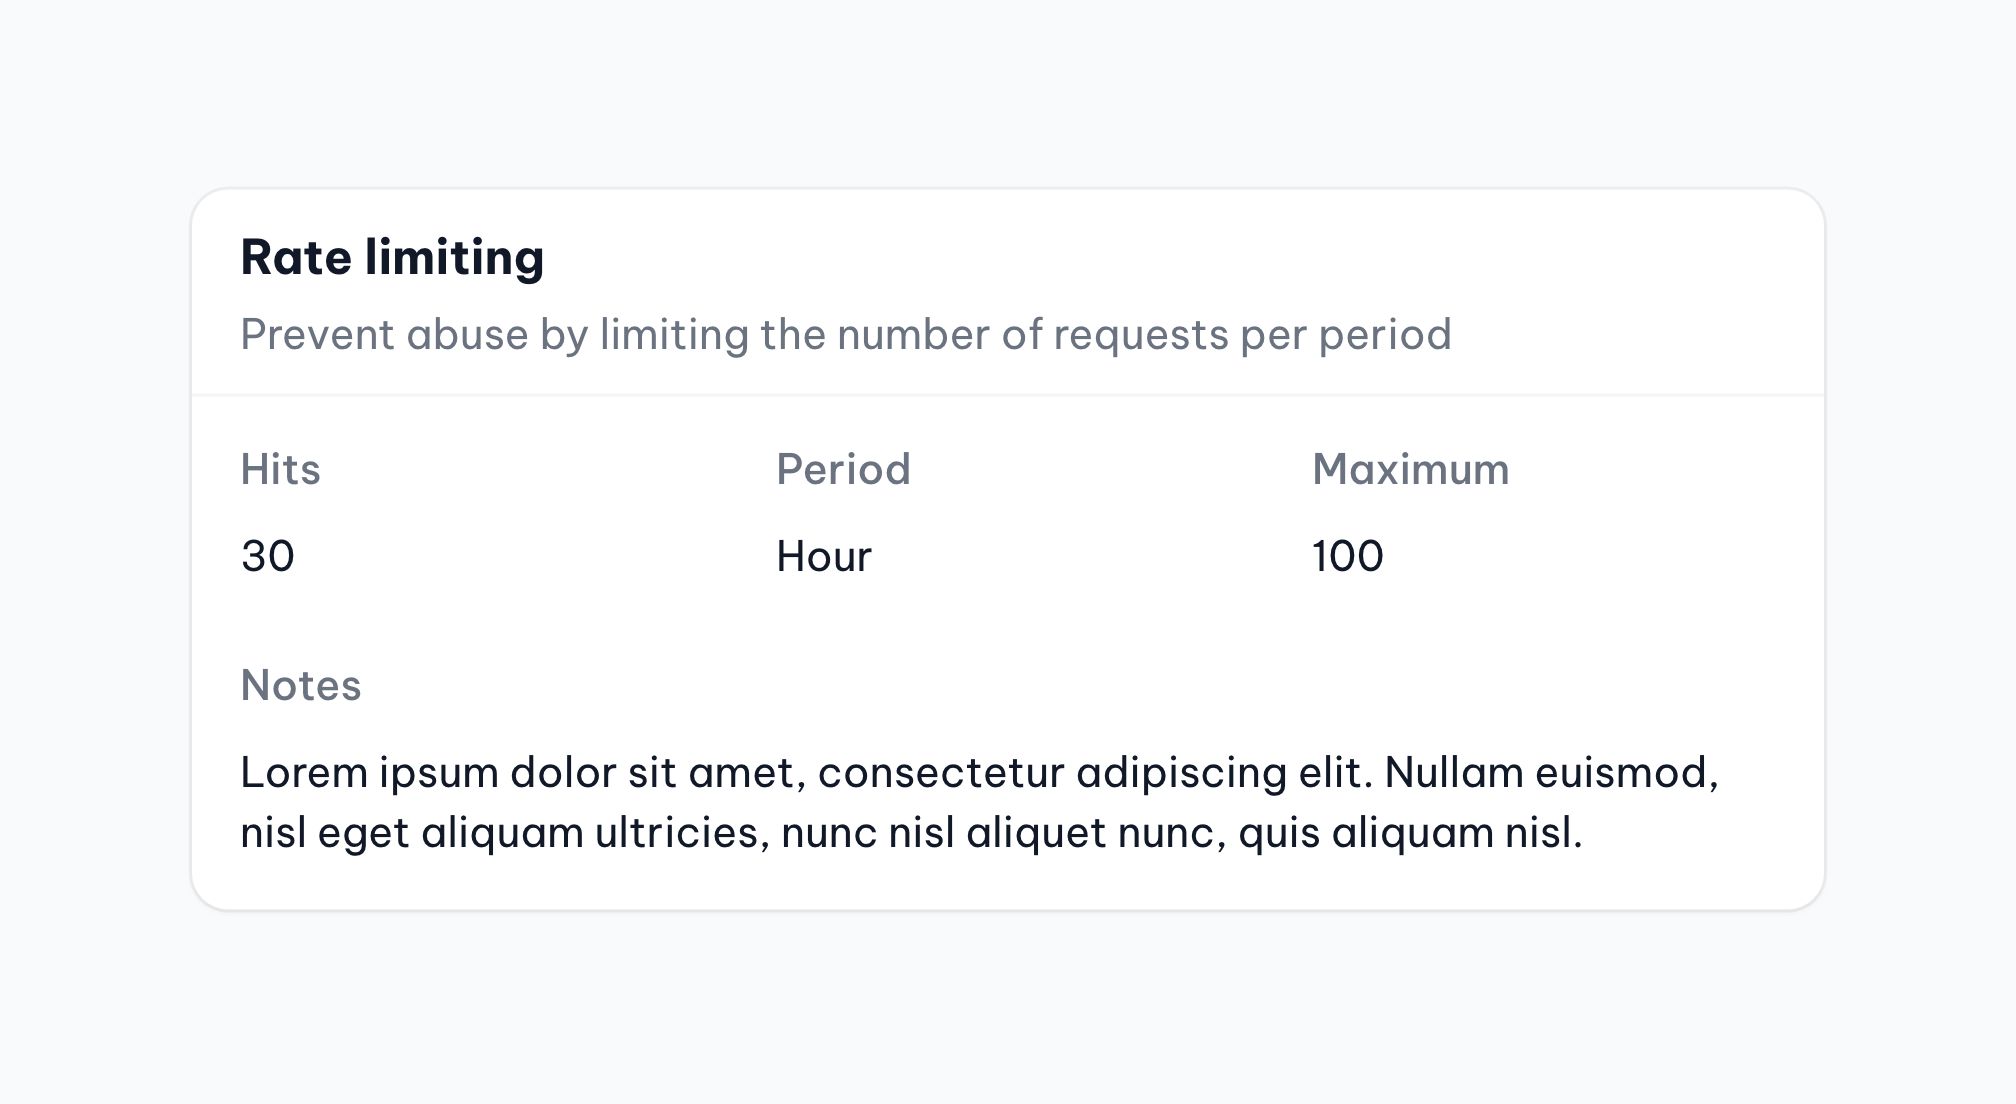 Rate limiting
Prevent abuse by limiting the number of requests per period
Hits
Period
Maximum
30
Hour
100
Notes
Lorem ipsum dolor sit amet, consectetur adipiscing elit. Nullam euismod,
nisl eget aliquam ultricies, nunc nisl aliquet nunc, quis aliquam nisl.